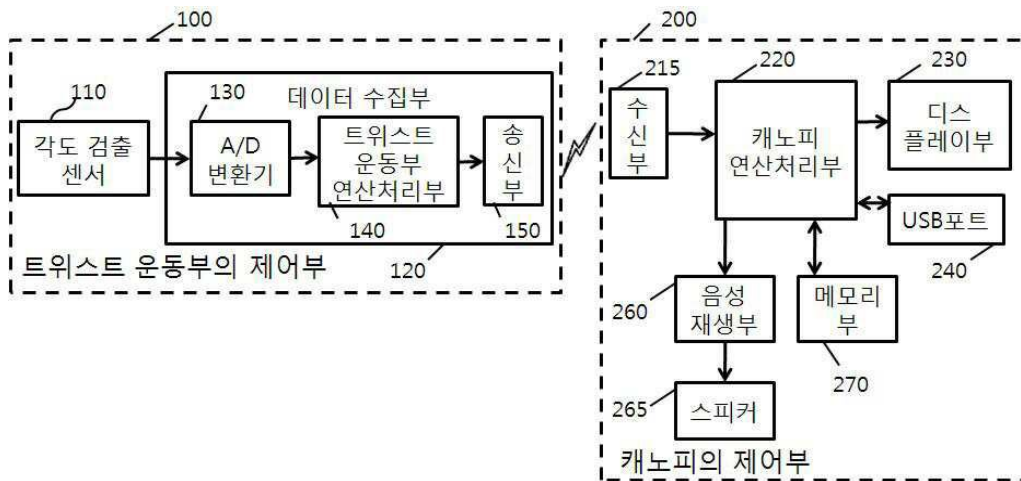 100
200
110
130
데이터 수집부
215
220
230
각도 검출
센서
A/D
변환기
트위스트
운동부
연산처리부
송
신
부
수
신
부
캐노피
연산처리부
디스
플레이부
140
150
USB포트
트위스트 운동부의 제어부
120
240
260
음성
재생부
메모리
부
270
265
스피커
캐노피의 제어부